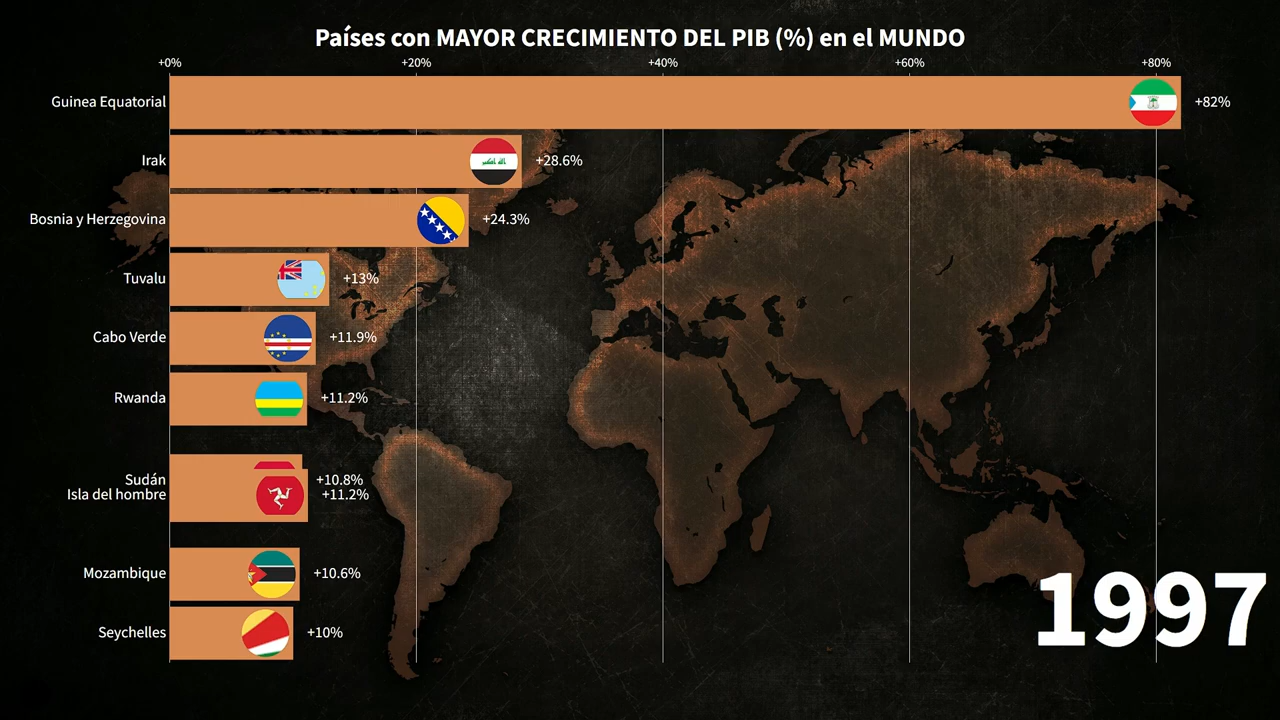 Países con MAYOR CRECIMIENTO DEL PIB (%) en el MUNDO
+0% +20% +40% +60% +80%
Guinea Equatorial +82%
Irak +28.6%
Bosnia y Herzegovina +24.3%
Tuvalu +13%
Cabo Verde +11.9%
Rwanda +11.2%
Sudán +10.8%
Isla del hombre +11.2%
Mozambique +10.6%
Seychelles +10%
1997